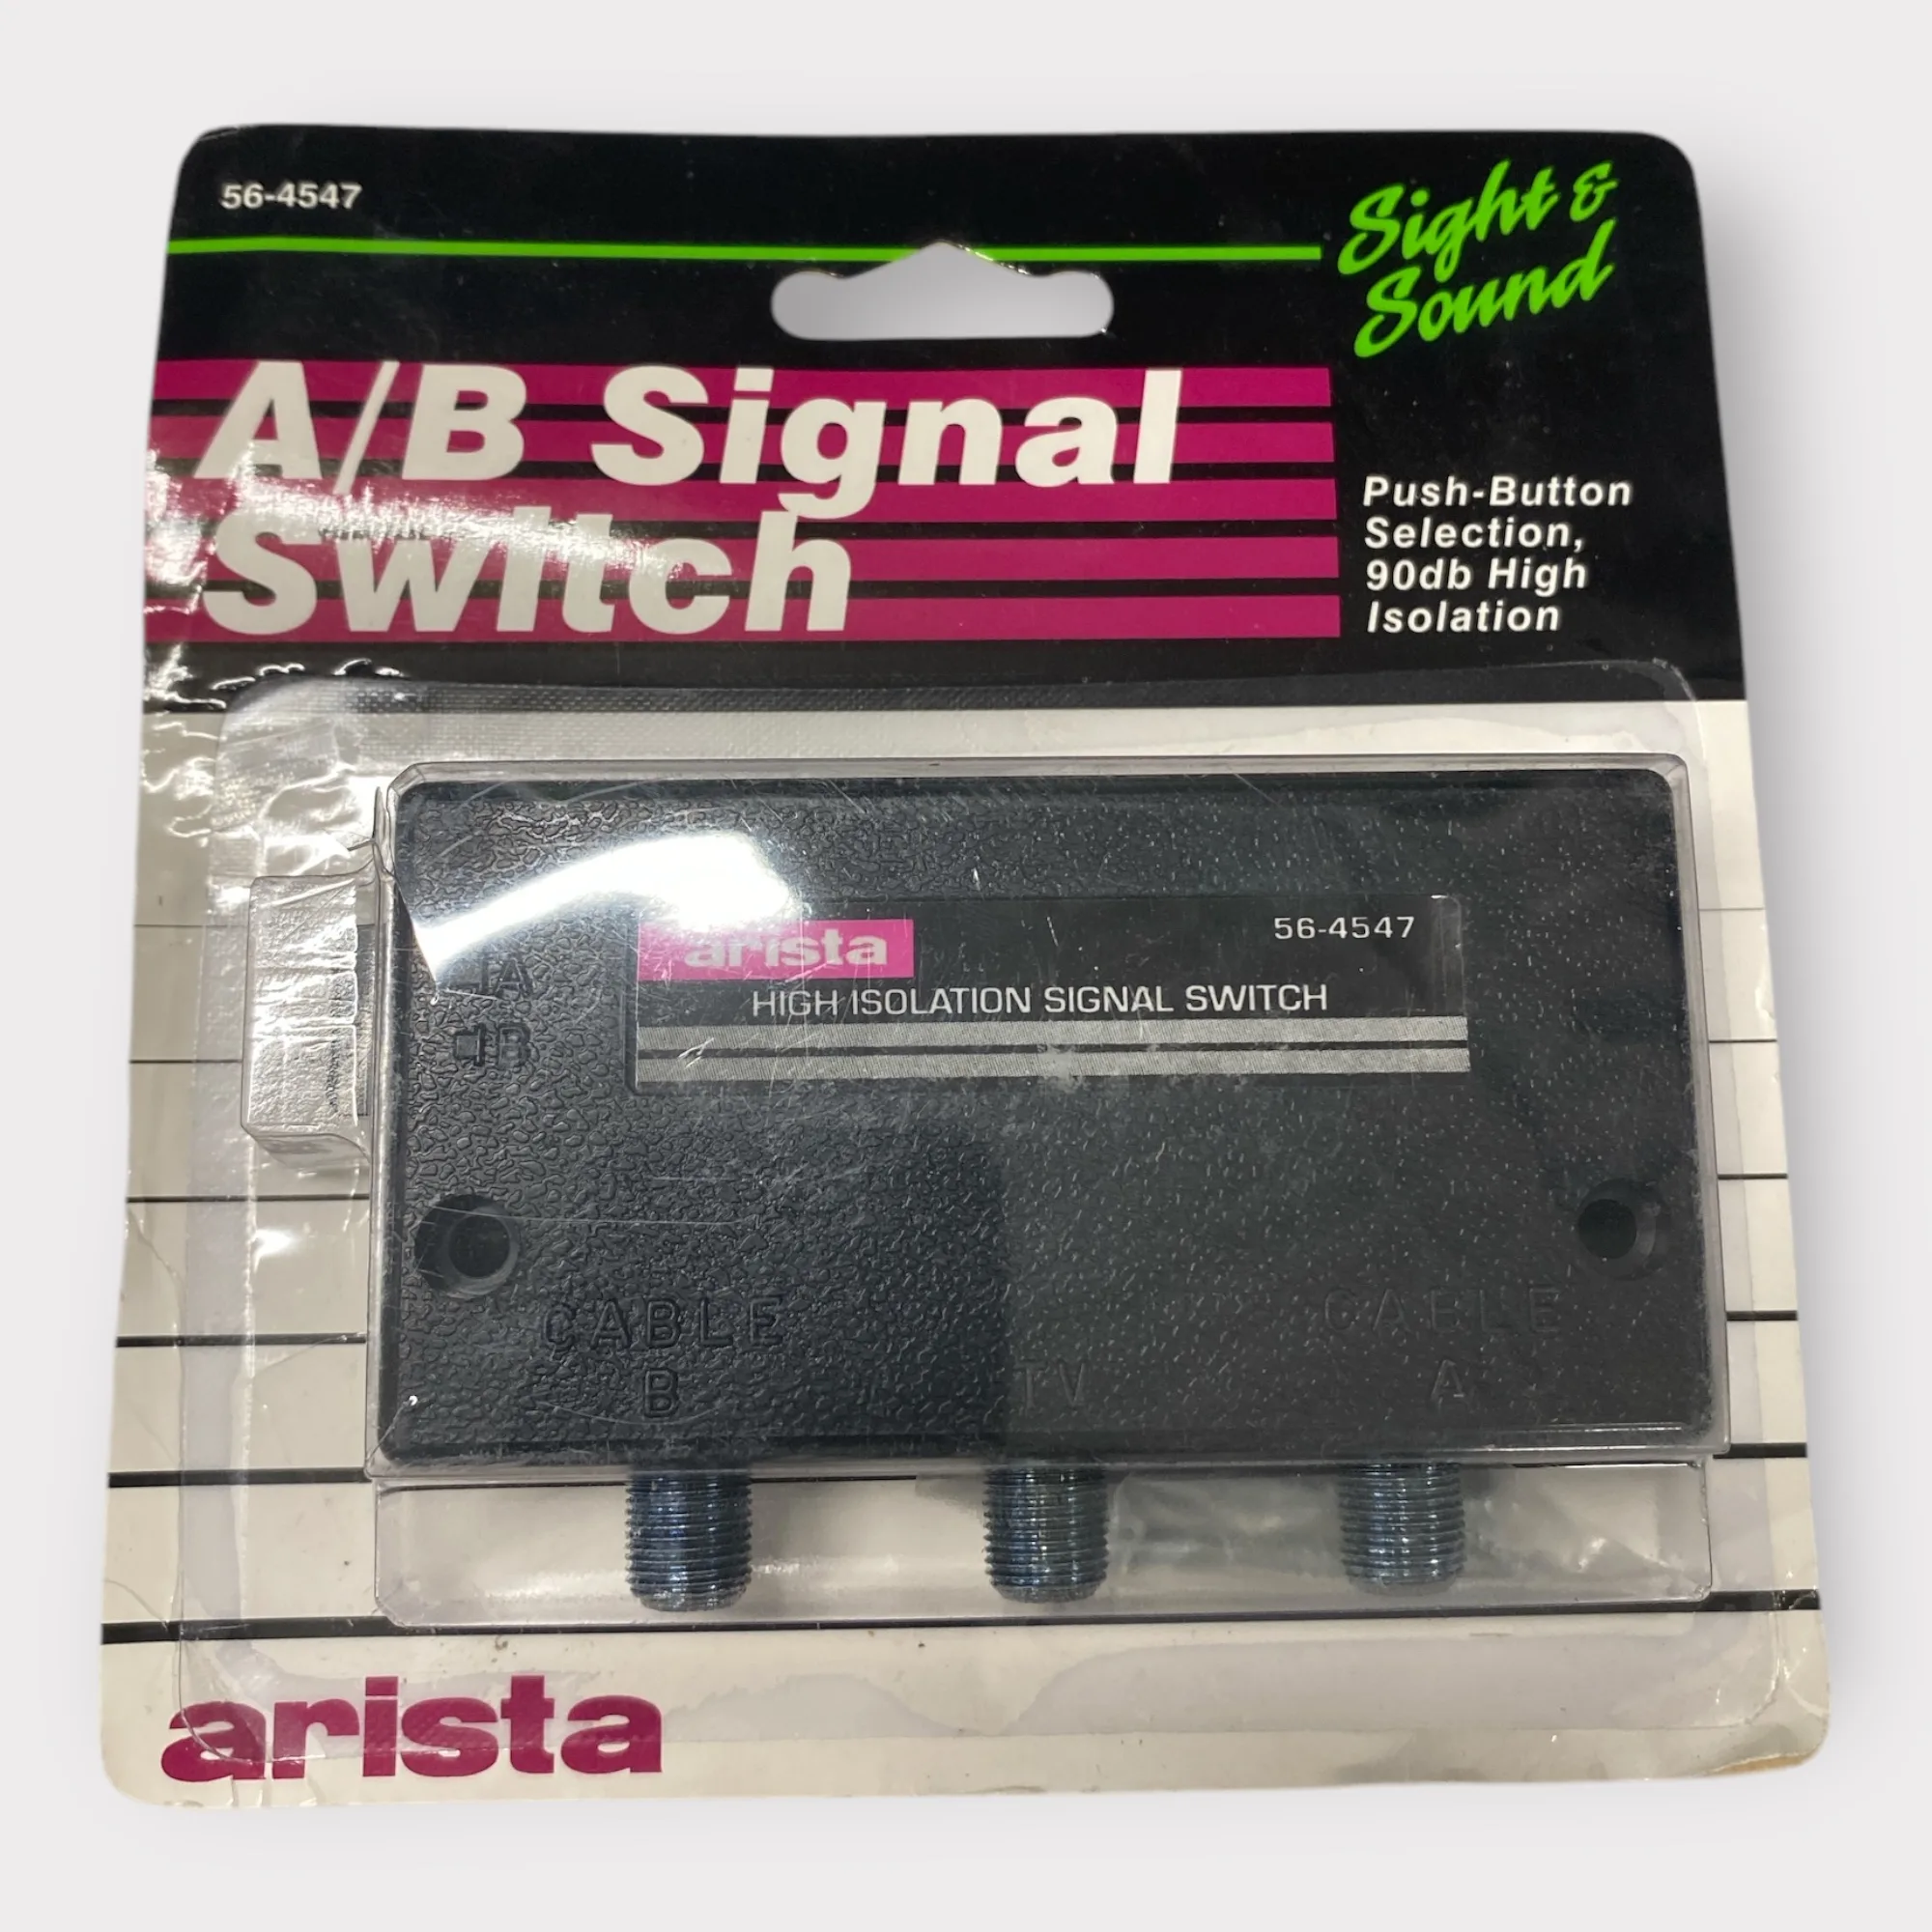 56-4547
Sight &
Sound
A/B Signal
Switch
Push-Button
Selection,
90db High
Isolation
arista
56-4547
HIGH ISOLATION SIGNAL SWITCH
A
B
CABLE
B
TV
CABLE
A
arista